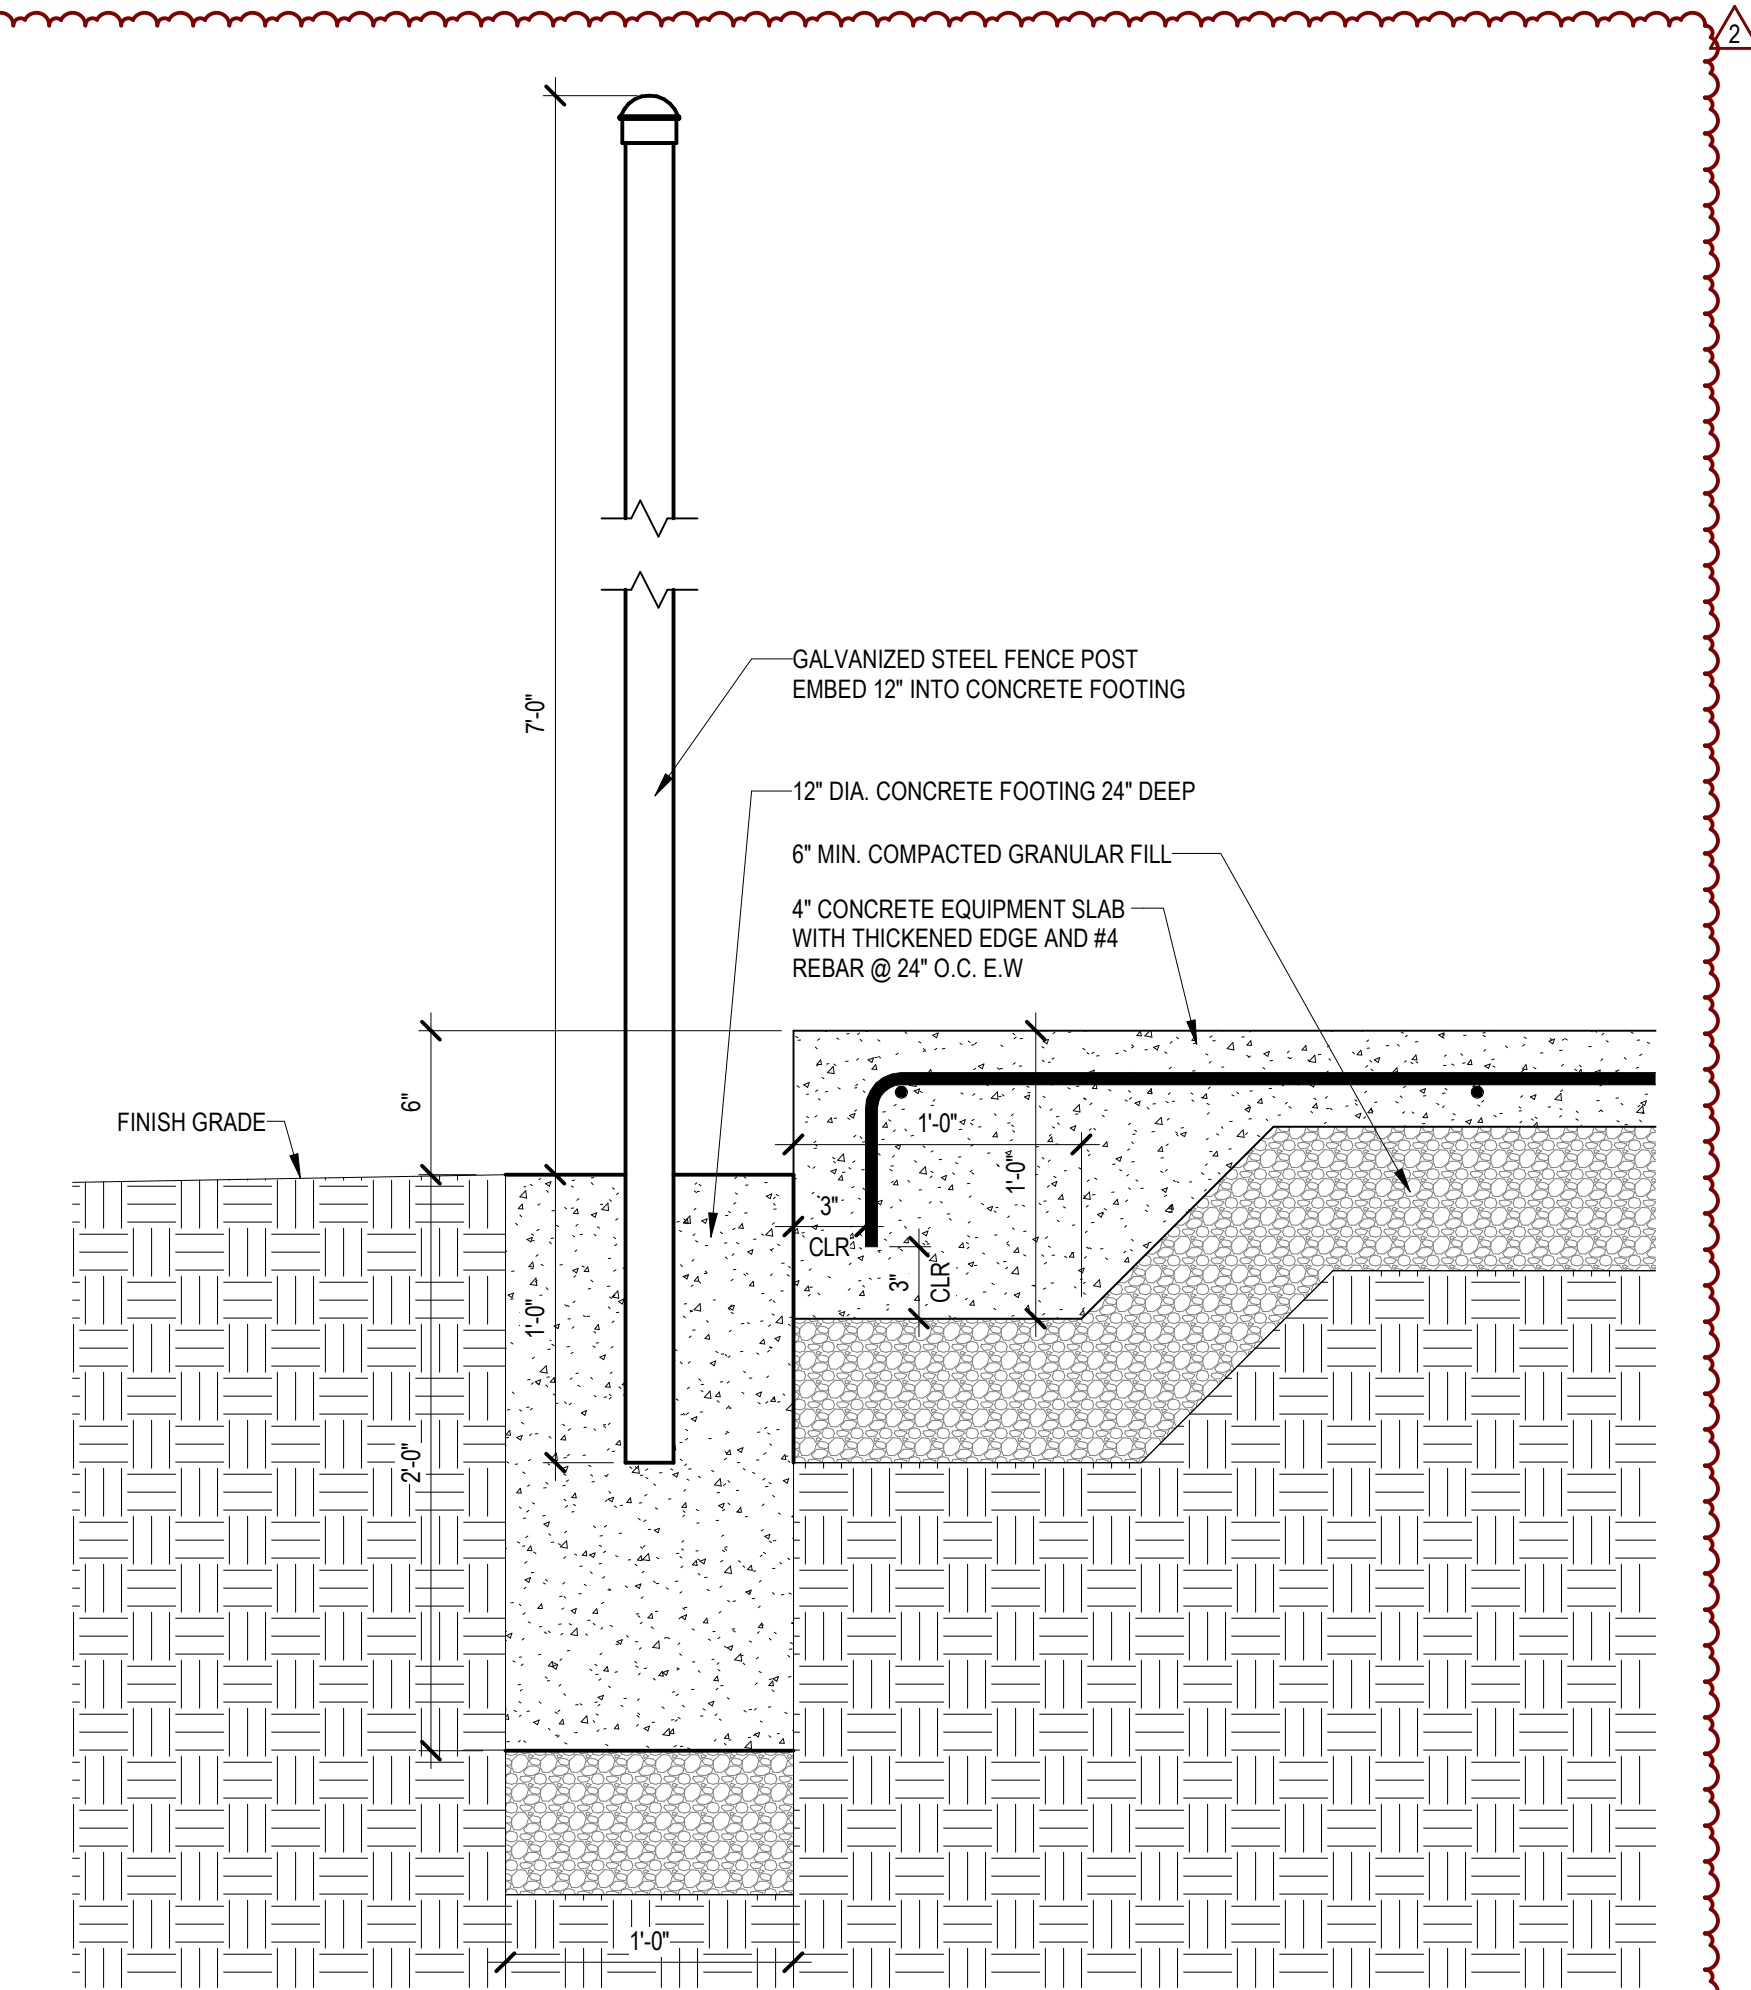 2
7'-0"
GALVANIZED STEEL FENCE POST
EMBED 12" INTO CONCRETE FOOTING
12" DIA. CONCRETE FOOTING 24" DEEP
6" MIN. COMPACTED GRANULAR FILL
4" CONCRETE EQUIPMENT SLAB
WITH THICKENED EDGE AND #4
REBAR @ 24" O.C. E.W
6"
FINISH GRADE
1'-0"
1'-0"
3"
CLR
3"
CLR
1'-0"
2'-0"
1'-0"